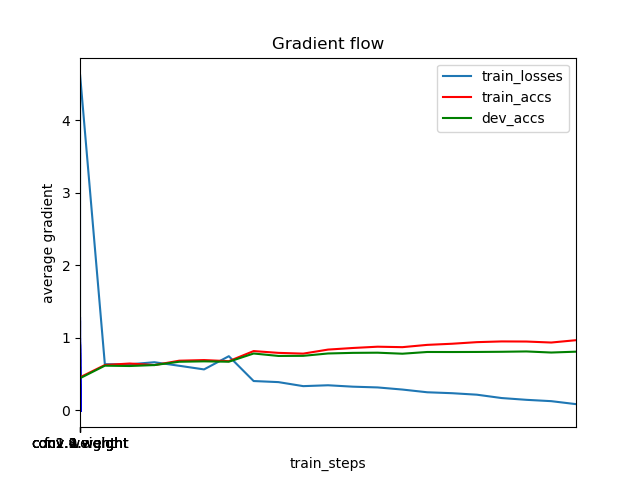 Gradient flow
train_losses
train_accs
dev_accs
4
3
2
1
0
average gradient
train_steps